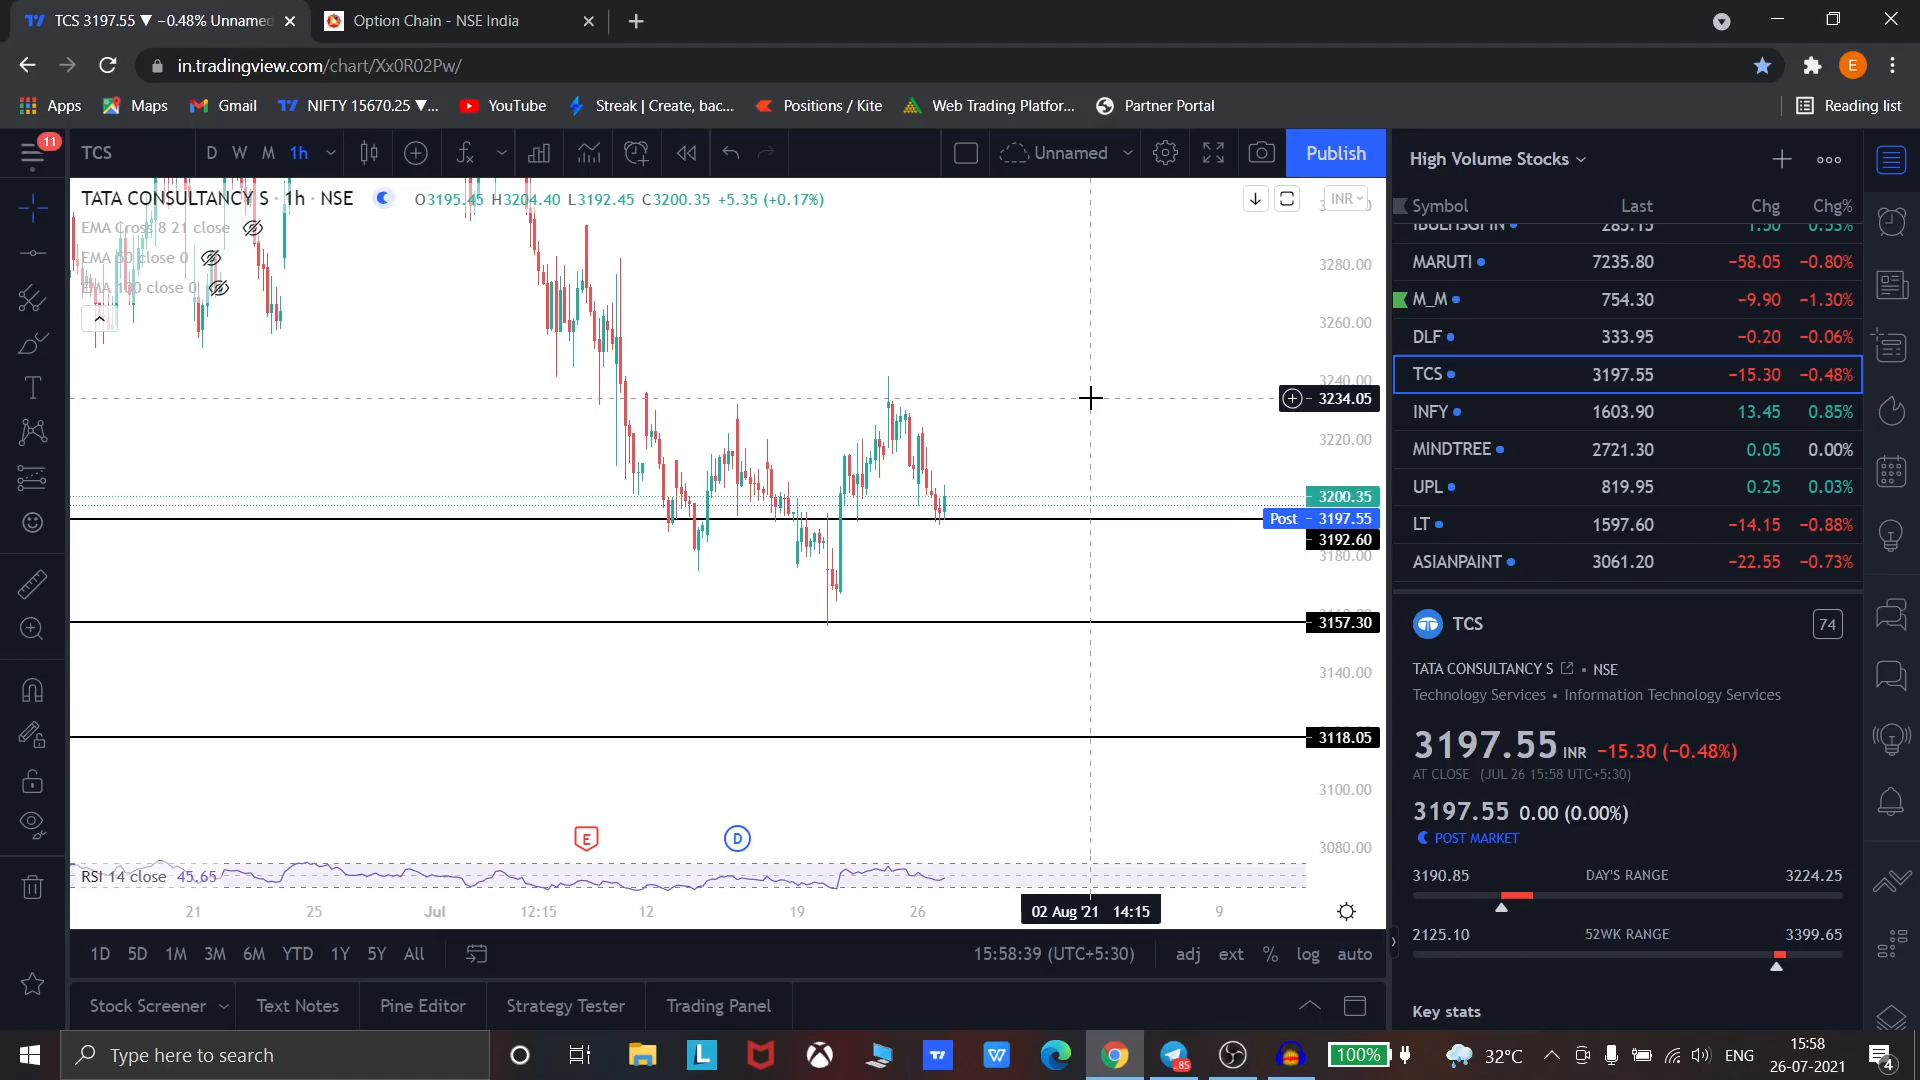 TCS 3197.55 ▼ −0.48% Unnamed
Option Chain - NSE India
in.tradingview.com/chart/Xx0R02Pw/
E
Apps
Maps
Gmail
NIFTY 15670.25 ▼...
YouTube
Streak | Create, bac...
Positions / Kite
Web Trading Platfor...
Partner Portal
Reading list
11
TCS
D W M 1h
Unnamed
Publish
TATA CONSULTANCY S · 1h · NSE
O3195.45 H3204.40 L3192.45 C3200.35 +5.35 (+0.17%)
INR
EMA Cross 8 21 close
EMA 50 close 0
EMA 100 close 0
3280.00
3260.00
3240.00
3234.05
3220.00
3200.35
Post 3197.55
3192.60
3180.00
3157.30
3140.00
3118.05
3100.00
3080.00
E
D
RSI 14 close 45.65
21 25 Jul 12:15 12 19 26 02 Aug '21 14:15 9
1D 5D 1M 3M 6M YTD 1Y 5Y All
15:58:39 (UTC+5:30)
adj ext % log auto
Stock Screener
Text Notes
Pine Editor
Strategy Tester
Trading Panel
High Volume Stocks
Symbol Last Chg Chg%
IBULHSGFIN 285.15 1.50 0.53%
MARUTI 7235.80 −58.05 −0.80%
M_M 754.30 −9.90 −1.30%
DLF 333.95 −0.20 −0.06%
TCS 3197.55 −15.30 −0.48%
INFY 1603.90 13.45 0.85%
MINDTREE 2721.30 0.05 0.00%
UPL 819.95 0.25 0.03%
LT 1597.60 −14.15 −0.88%
ASIANPAINT 3061.20 −22.55 −0.73%
TCS
74
TATA CONSULTANCY S • NSE
Technology Services • Information Technology Services
3197.55 INR −15.30 (−0.48%)
AT CLOSE (JUL 26 15:58 UTC+5:30)
3197.55 0.00 (0.00%)
POST MARKET
3190.85 DAY'S RANGE 3224.25
2125.10 52WK RANGE 3399.65
Key stats
Type here to search
L
W
85
100%
32°C
ENG
15:58
26-07-2021
4